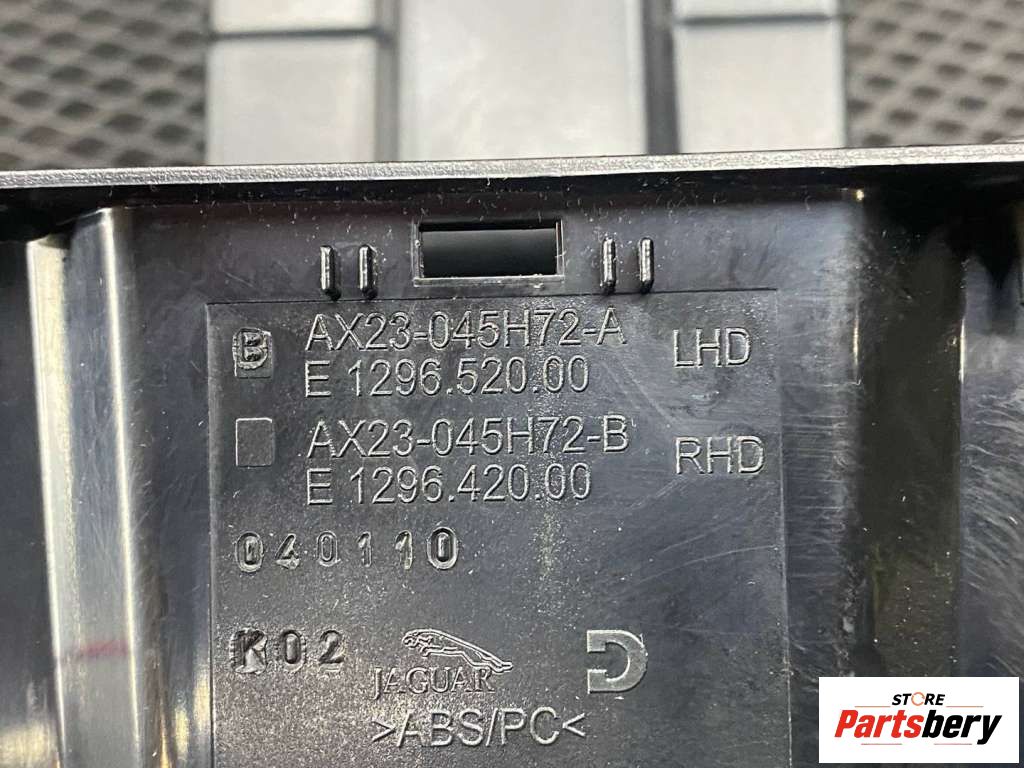 B AX23-045H72-A LHD
E 1296.520.00
AX23-045H72-B RHD
E 1296.420.00
040110
K02 JAGUAR
>ABS/PC<
STORE
Partsbery